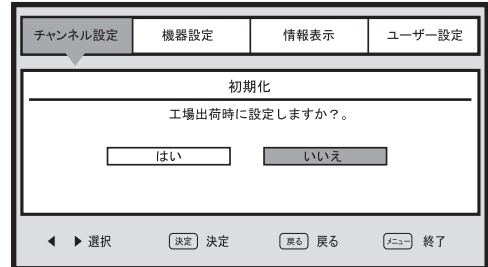 チャンネル設定 機器設定 情報表示 ユーザー設定
初期化
工場出荷時に設定しますか？。
はい いいえ
◀ ▶ 選択 決定 決定 戻る 戻る メニュー 終了